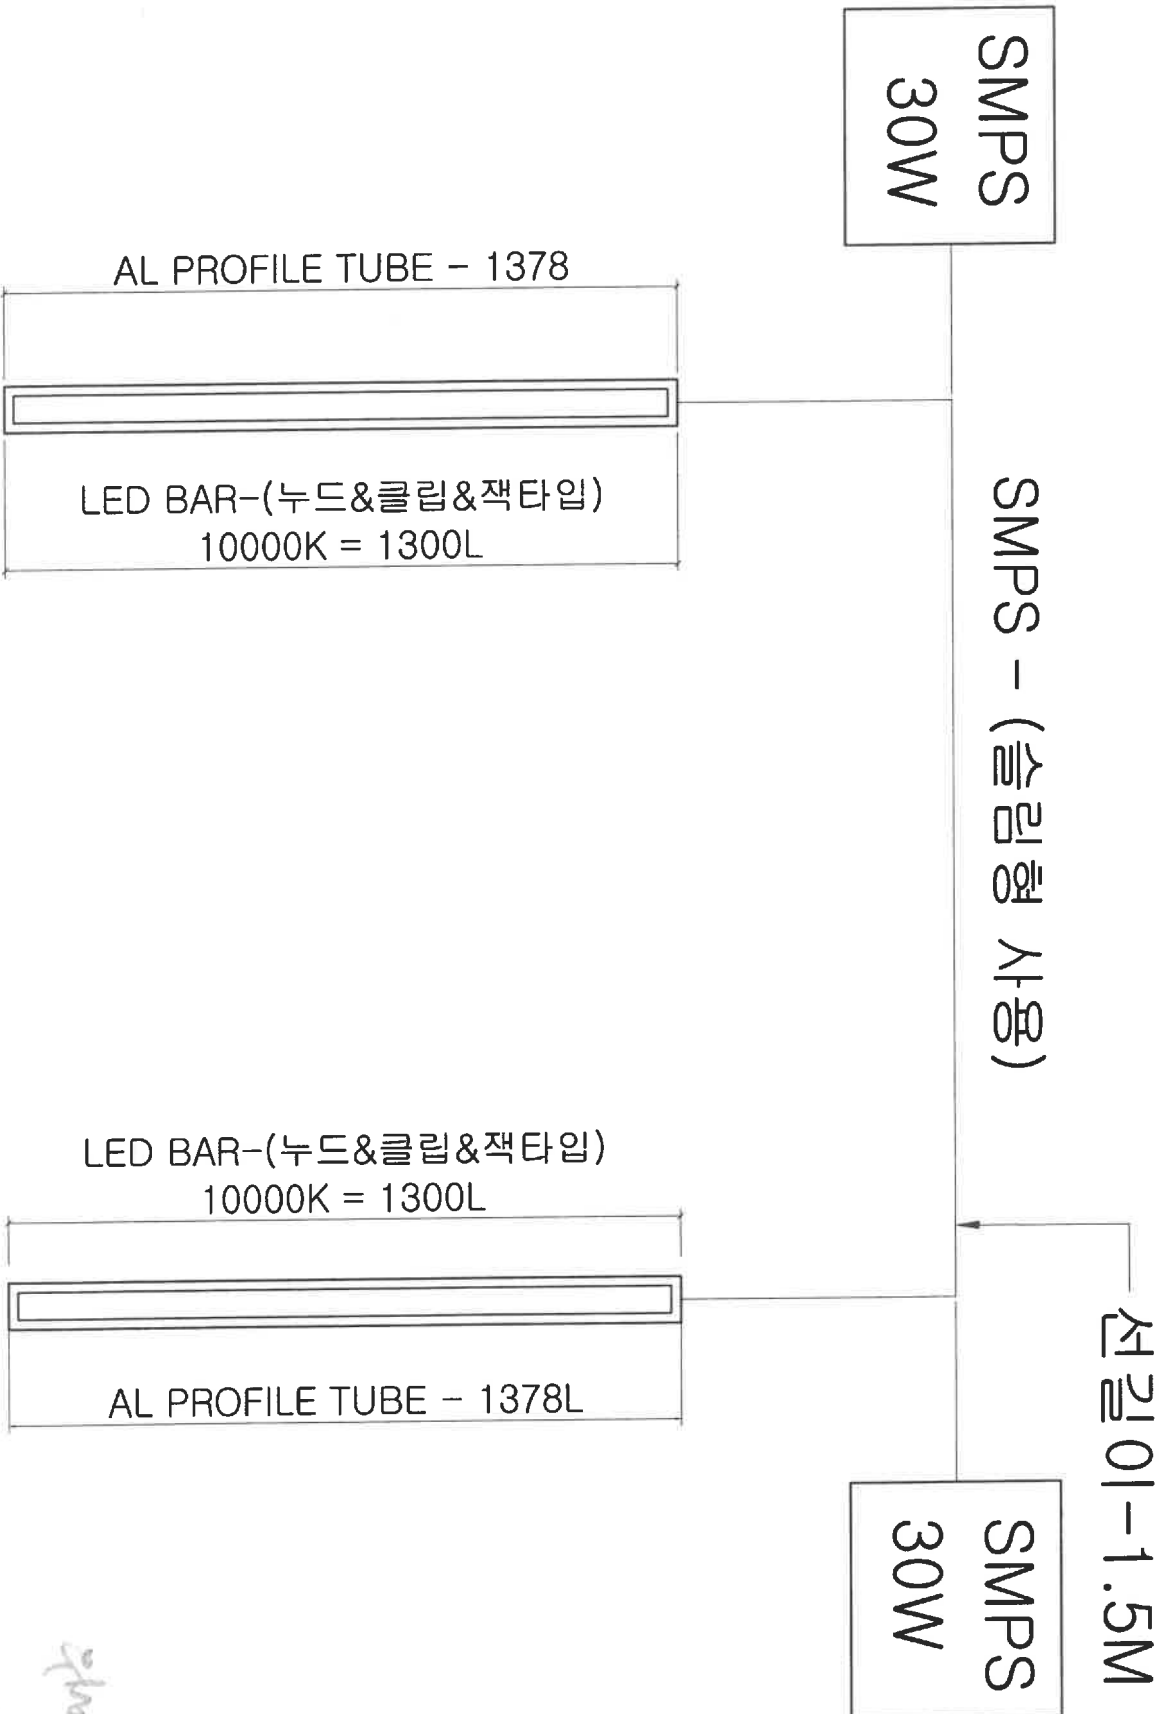 SMPS
30W
AL PROFILE TUBE - 1378
LED BAR-(누드&클립&잭타입)
10000K = 1300L
SMPS - (슬림형 사용)
LED BAR-(누드&클립&잭타입)
10000K = 1300L
AL PROFILE TUBE - 1378L
선길이-1.5M
SMPS
30W